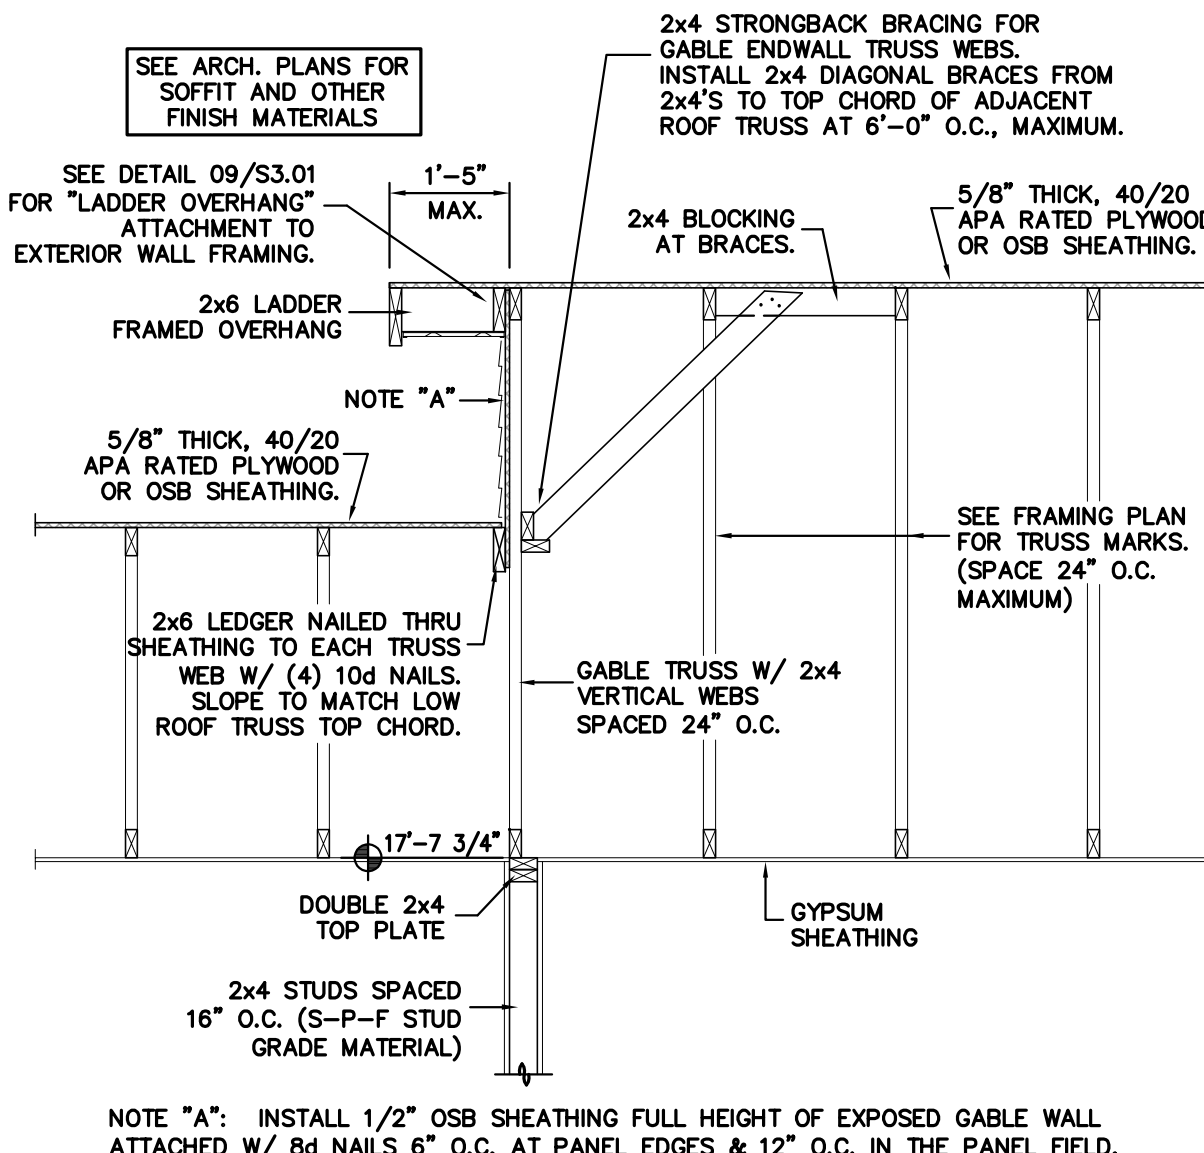 2x4 STRONGBACK BRACING FOR
GABLE ENDWALL TRUSS WEBS.
INSTALL 2x4 DIAGONAL BRACES FROM
2x4'S TO TOP CHORD OF ADJACENT
ROOF TRUSS AT 6'-0" O.C., MAXIMUM.
SEE ARCH. PLANS FOR
SOFFIT AND OTHER
FINISH MATERIALS
SEE DETAIL 09/S3.01
FOR "LADDER OVERHANG"
ATTACHMENT TO
EXTERIOR WALL FRAMING.
1'-5"
MAX.
2x4 BLOCKING
AT BRACES.
5/8" THICK, 40/20
APA RATED PLYWOOD
OR OSB SHEATHING.
2x6 LADDER
FRAMED OVERHANG
NOTE "A"
5/8" THICK, 40/20
APA RATED PLYWOOD
OR OSB SHEATHING.
SEE FRAMING PLAN
FOR TRUSS MARKS.
(SPACE 24" O.C.
MAXIMUM)
2x6 LEDGER NAILED THRU
SHEATHING TO EACH TRUSS
WEB W/ (4) 10d NAILS.
SLOPE TO MATCH LOW
ROOF TRUSS TOP CHORD.
GABLE TRUSS W/ 2x4
VERTICAL WEBS
SPACED 24" O.C.
17'-7 3/4"
DOUBLE 2x4
TOP PLATE
GYPSUM
SHEATHING
2x4 STUDS SPACED
16" O.C. (S-P-F STUD
GRADE MATERIAL)
NOTE "A": INSTALL 1/2" OSB SHEATHING FULL HEIGHT OF EXPOSED GABLE WALL
ATTACHED W/ 8d NAILS 6" O.C. AT PANEL EDGES & 12" O.C. IN THE PANEL FIELD.